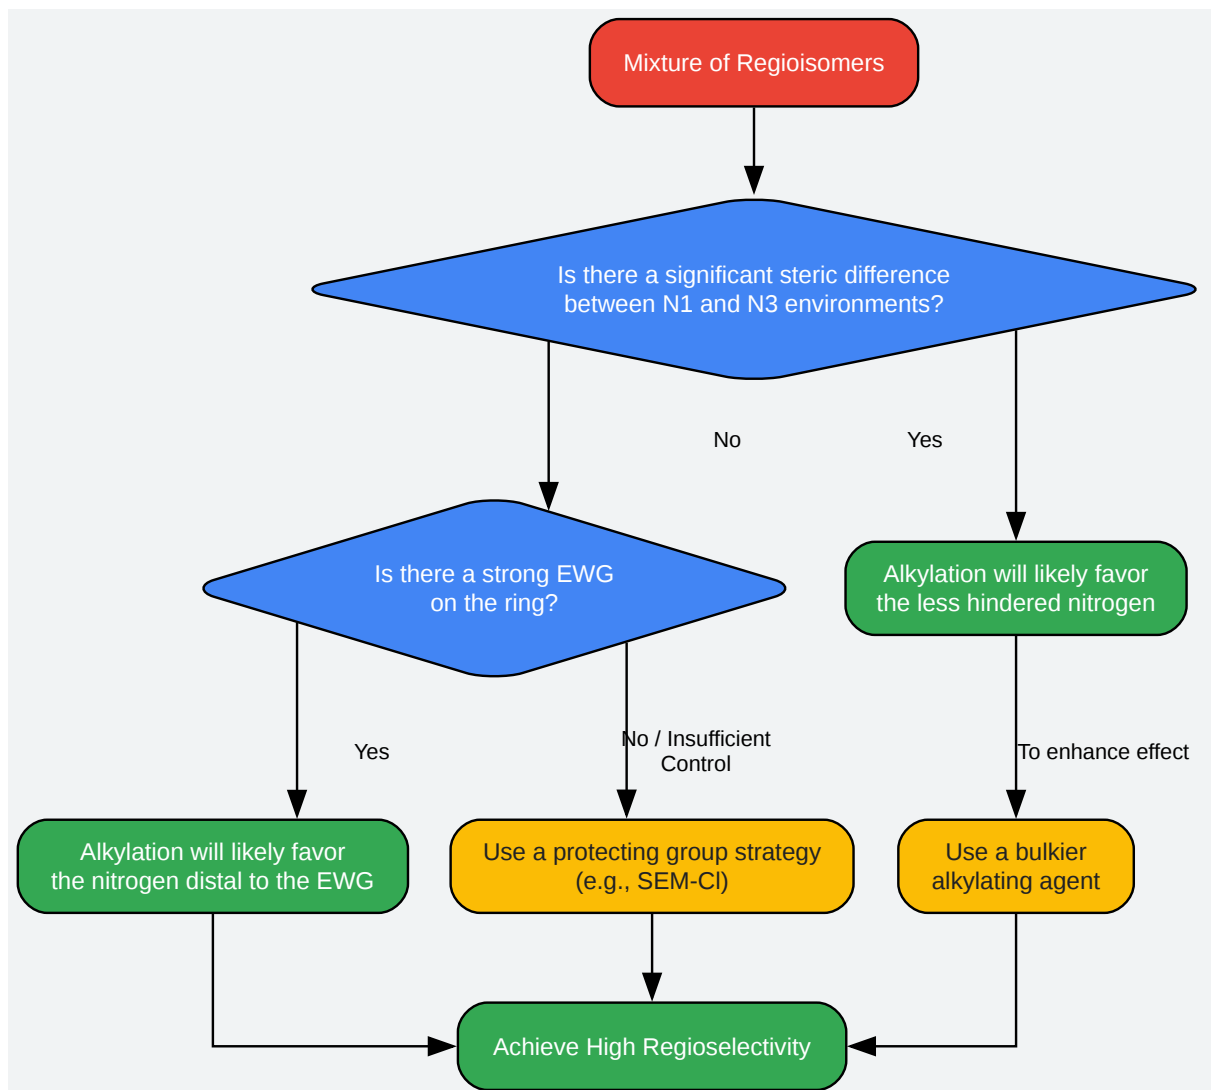 Mixture of Regioisomers
Is there a significant steric difference
between N1 and N3 environments?
No
Yes
Is there a strong EWG
on the ring?
Alkylation will likely favor
the less hindered nitrogen
Yes
No / Insufficient
Control
To enhance effect
Alkylation will likely favor
the nitrogen distal to the EWG
Use a protecting group strategy
(e.g., SEM-Cl)
Use a bulkier
alkylating agent
Achieve High Regioselectivity